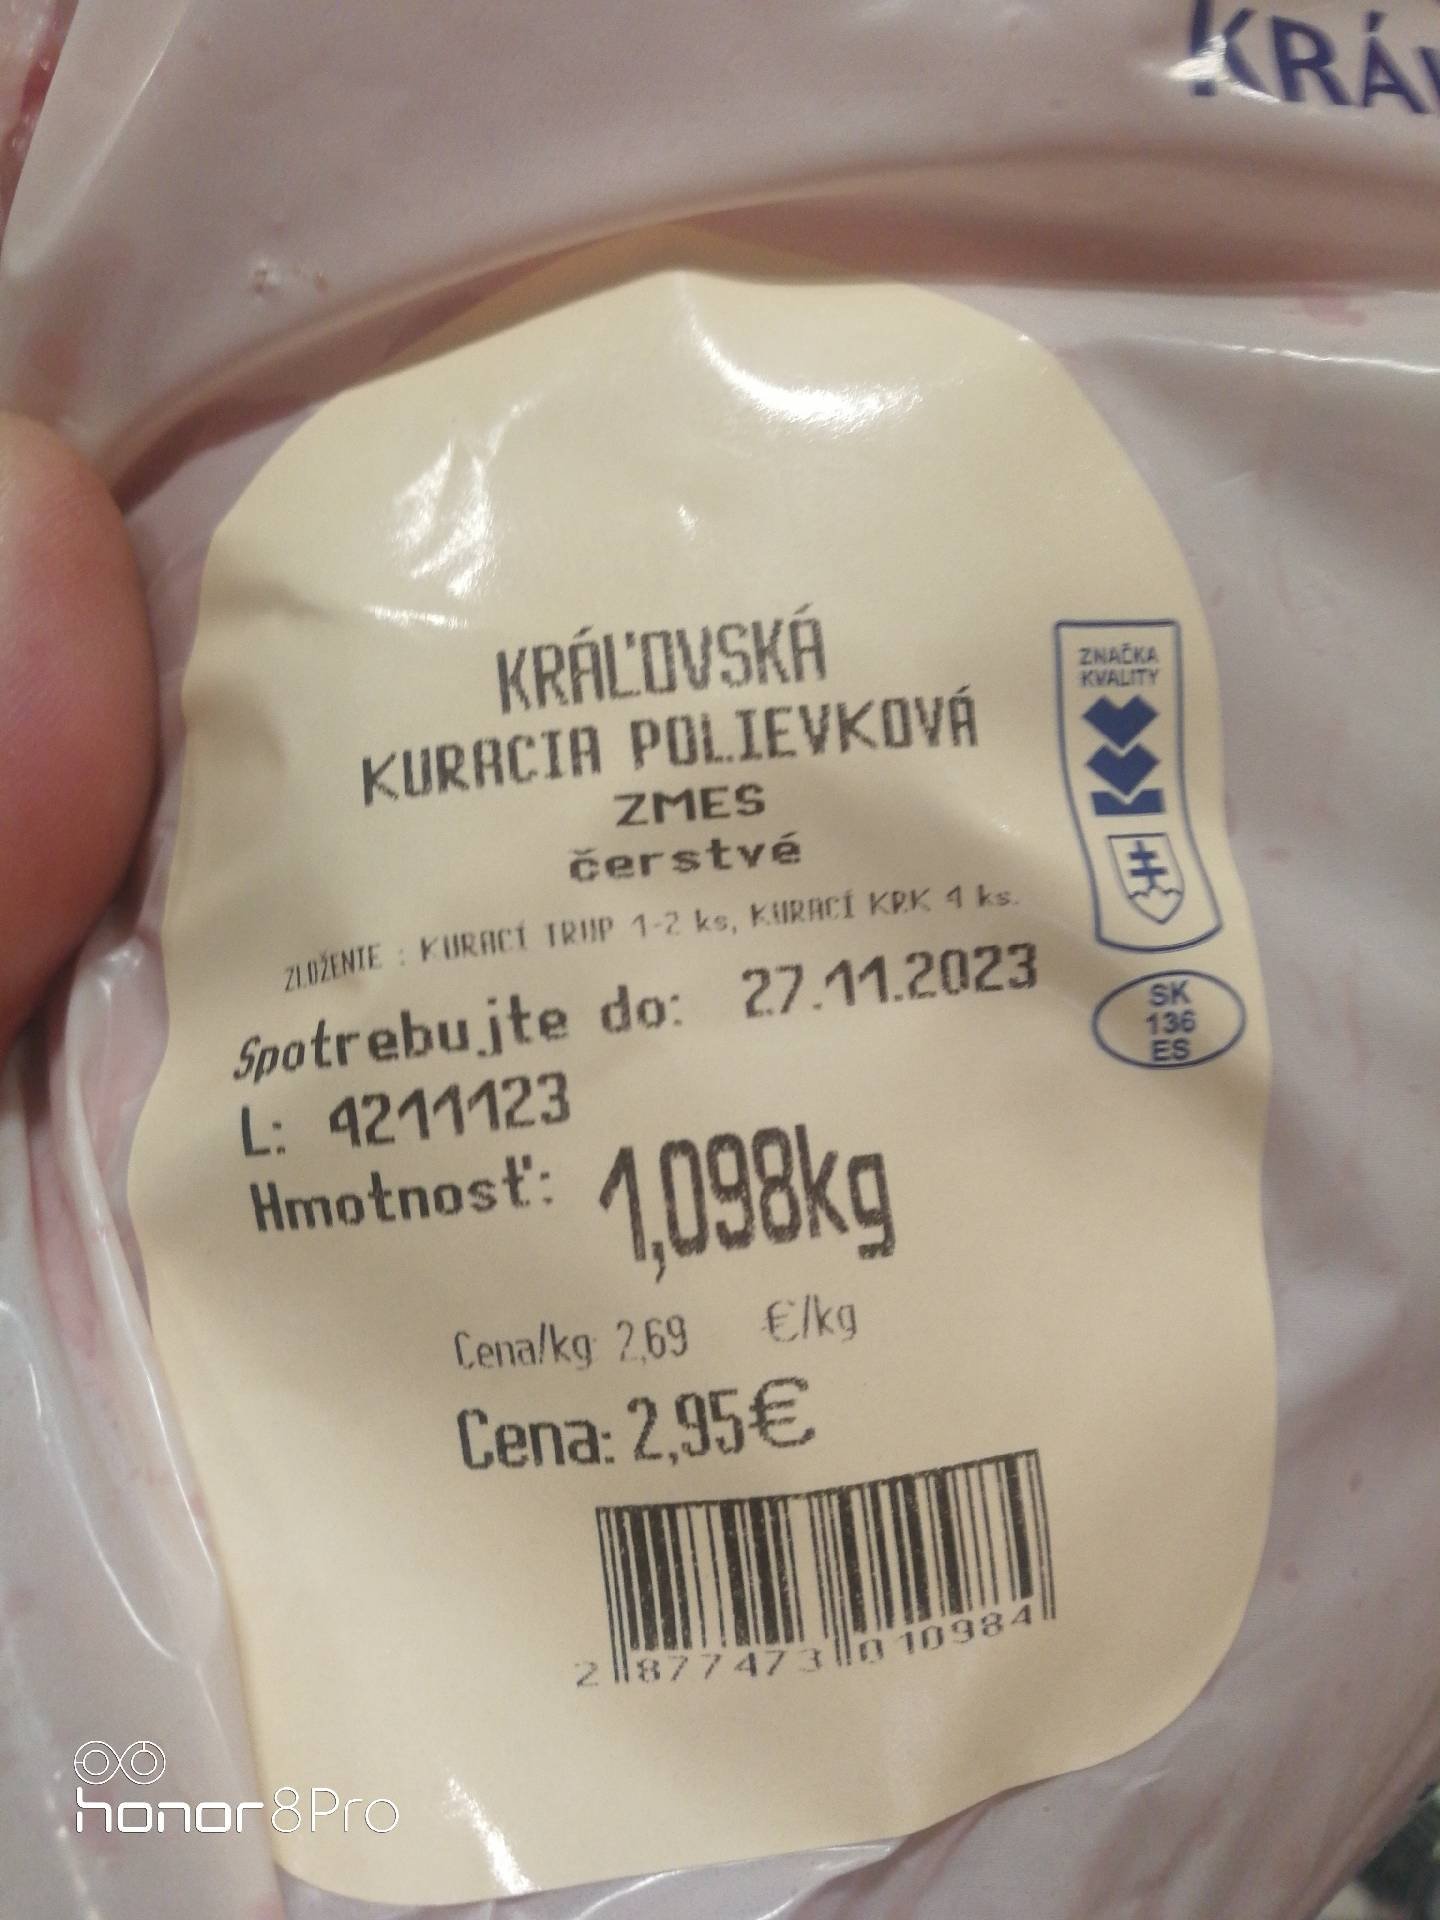 KRÁ
KRÁĽOVSKÁ
KURACIA POLIEVKOVÁ
ZMES
čerstvé
ZLOŽENIE : KURACÍ TRUP 1-2 ks, KURACÍ KRK 4 ks.
Spotrebujte do: 27.11.2023
L: 4211123
Hmotnosť: 1,098kg
Cena/kg 2,69 €/kg
Cena: 2,95€
2 877473 010984
ZNAČKA
KVALITY
SK
136
ES
honor 8Pro